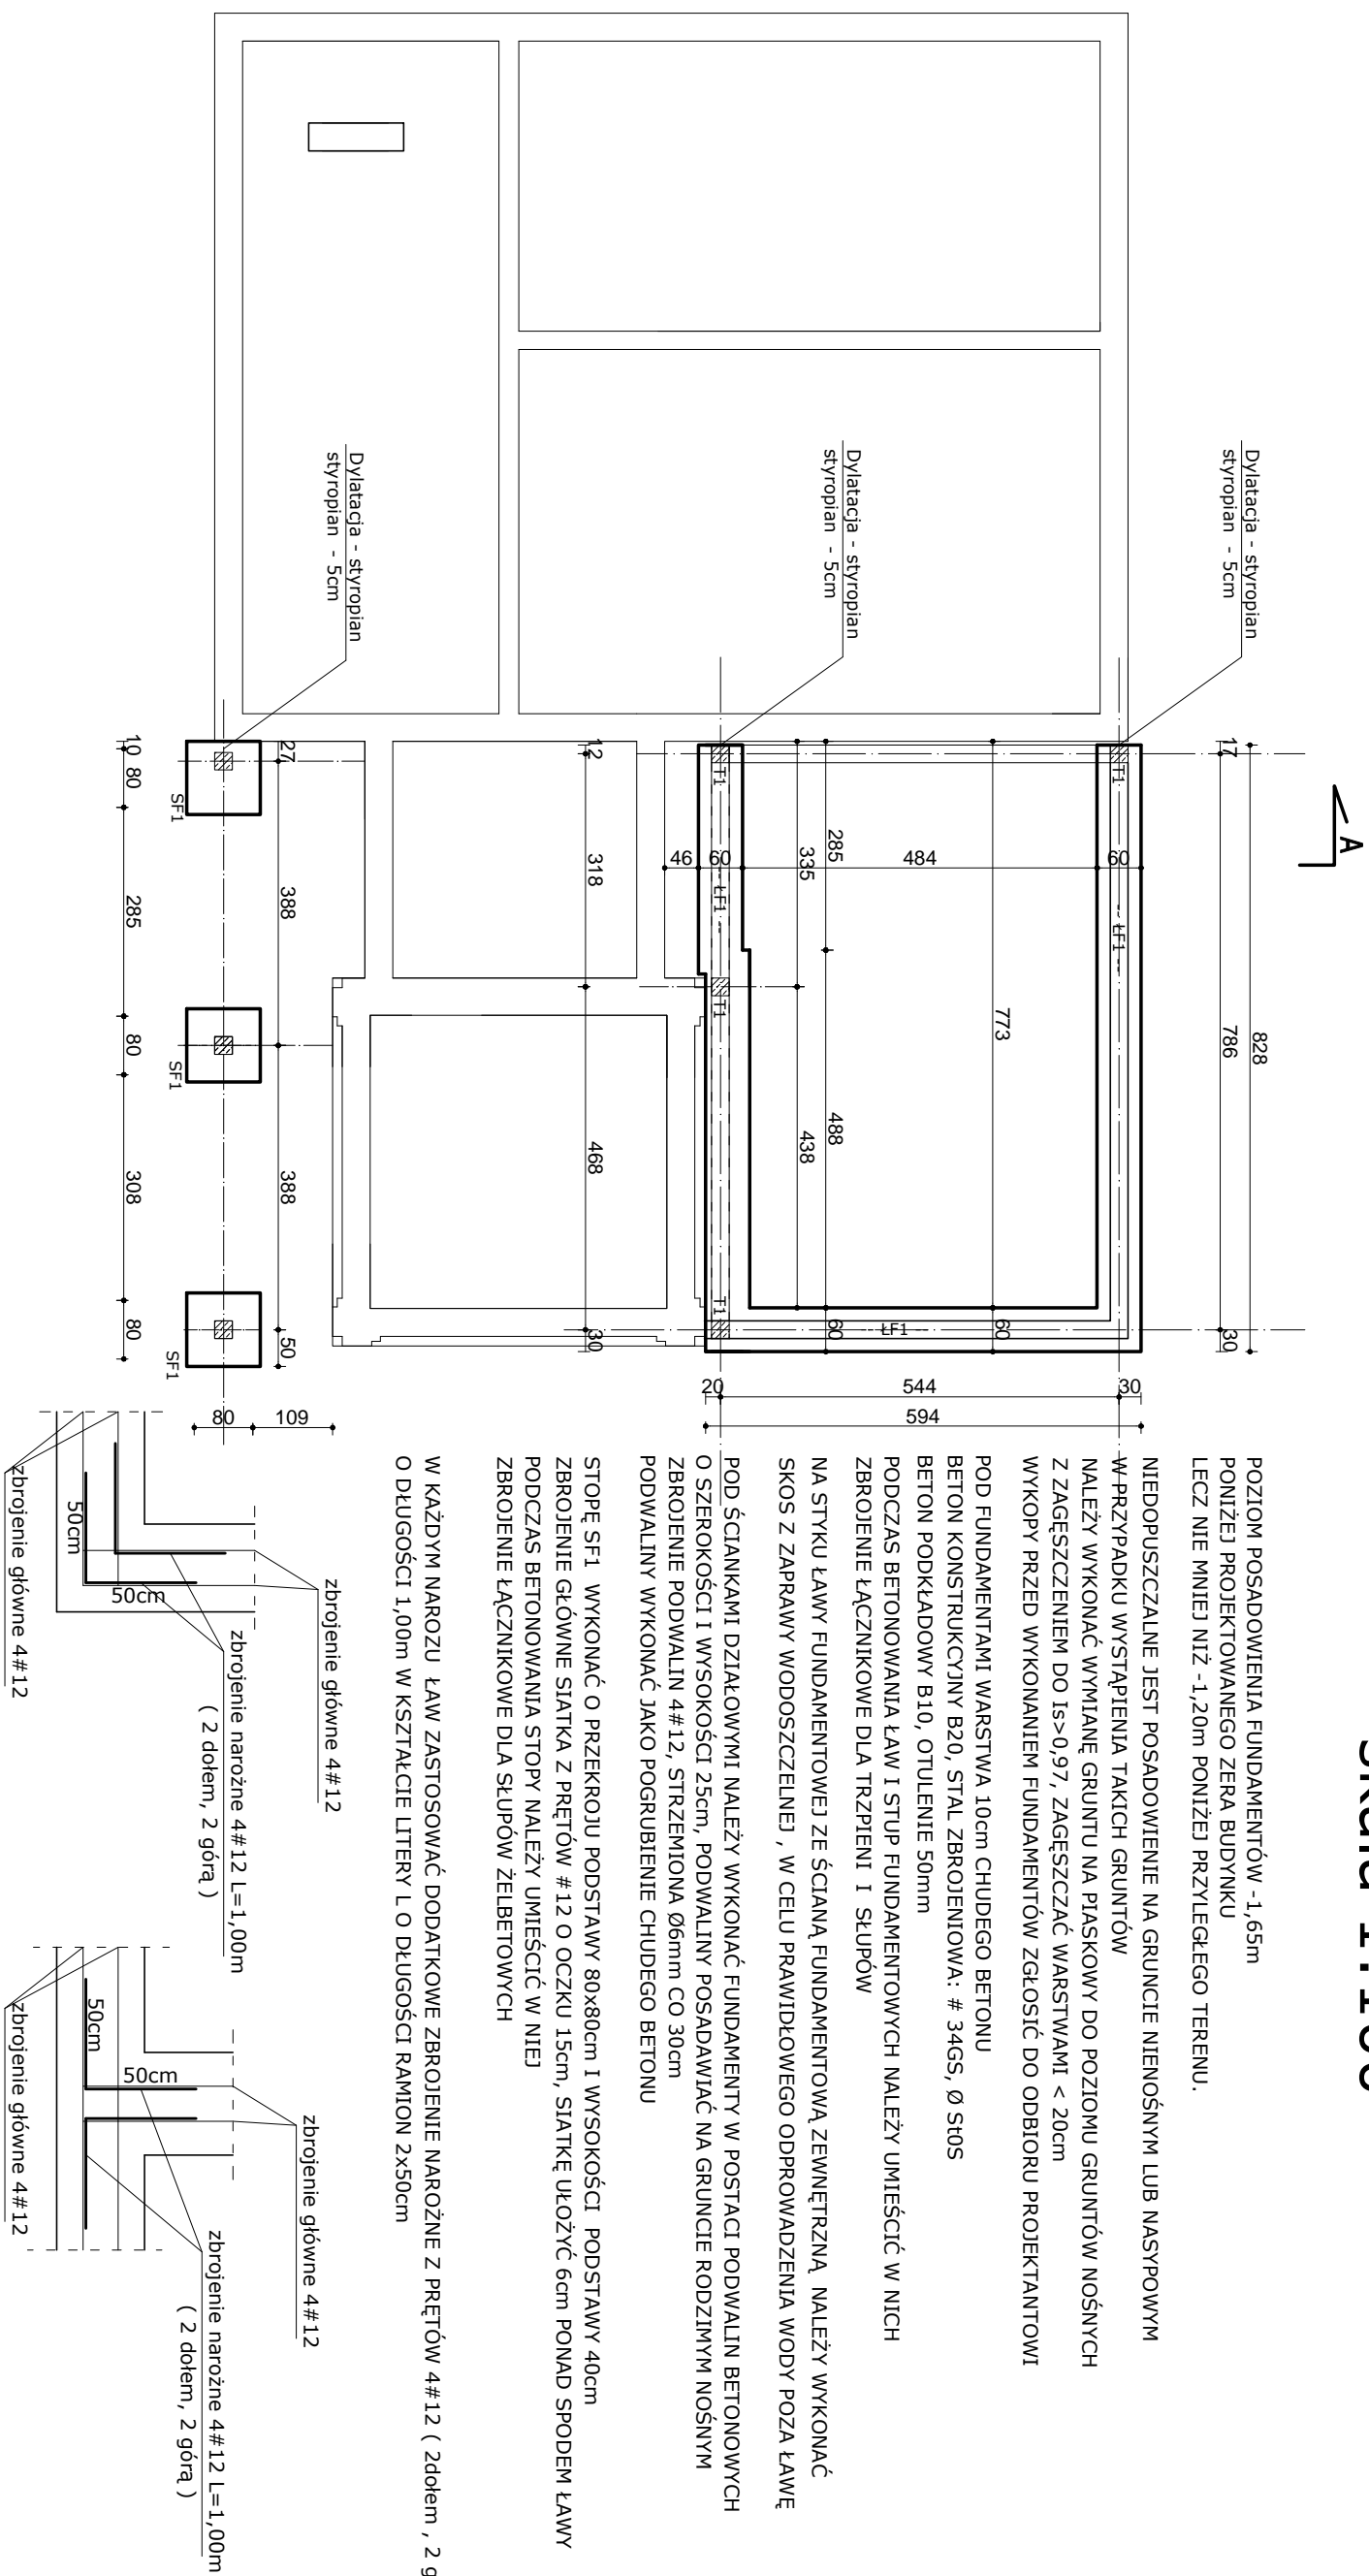 Skala 1:100
A
Dylatacja - styropian
styropian - 5cm
Dylatacja - styropian
styropian - 5cm
Dylatacja - styropian
styropian - 5cm
828
17
786
30
773
60
60
484
60
46
285
488
60
335
438
12
318
468
30
T1
T1
T1
T1
-- ŁF1 --
-- ŁF1 --
-- ŁF1 --
27
388
388
50
SF1
SF1
SF1
10
80
285
80
308
80
30
544
20
594
109
80
POZIOM POSADOWIENIA FUNDAMENTÓW -1,65m
PONIŻEJ PROJEKTOWANEGO ZERA BUDYNKU
LECZ NIE MNIEJ NIŻ -1,20m PONIŻEJ PRZYLEGŁEGO TERENU.
NIEDOPUSZCZALNE JEST POSADOWIENIE NA GRUNCIE NIENOŚNYM LUB NASYPOWYM
W PRZYPADKU WYSTĄPIENIA TAKICH GRUNTÓW
NALEŻY WYKONAĆ WYMIANĘ GRUNTU NA PIASKOWY DO POZIOMU GRUNTÓW NOŚNYCH
Z ZAGĘSZCZENIEM DO Is>0,97, ZAGĘSZCZAĆ WARSTWAMI < 20cm
WYKOPY PRZED WYKONANIEM FUNDAMENTÓW ZGŁOSIĆ DO ODBIORU PROJEKTANTOWI
POD FUNDAMENTAMI WARSTWA 10cm CHUDEGO BETONU
BETON KONSTRUKCYJNY B20, STAL ZBROJENIOWA: # 34GS, Ø St0S
BETON PODKŁADOWY B10, OTULENIE 50mm
PODCZAS BETONOWANIA ŁAW I STUP FUNDAMENTOWYCH NALEŻY UMIEŚCIĆ W NICH
ZBROJENIE ŁĄCZNIKOWE DLA TRZPIENI I SŁUPÓW
NA STYKU ŁAWY FUNDAMENTOWEJ ZE ŚCIANĄ FUNDAMENTOWĄ ZEWNĘTRZNĄ NALEŻY WYKONAĆ
SKOS Z ZAPRAWY WODOSZCZELNEJ , W CELU PRAWIDŁOWEGO ODPROWADZENIA WODY POZA ŁAWĘ
POD ŚCIANKAMI DZIAŁOWYMI NALEŻY WYKONAĆ FUNDAMENTY W POSTACI PODWALIN BETONOWYCH
O SZEROKOŚCI I WYSOKOŚCI 25cm, PODWALINY POSADAWIAĆ NA GRUNCIE RODZIMYM NOŚNYM
ZBROJENIE PODWALIN 4#12, STRZEMIONA Ø6mm CO 30cm
PODWALINY WYKONAĆ JAKO POGRUBIENIE CHUDEGO BETONU
STOPĘ SF1 WYKONAĆ O PRZEKROJU PODSTAWY 80x80cm I WYSOKOŚCI PODSTAWY 40cm
ZBROJENIE GŁÓWNE SIATKA Z PRĘTÓW #12 O OCZKU 15cm, SIATKĘ UŁOŻYĆ 6cm PONAD SPODEM ŁAWY
PODCZAS BETONOWANIA STOPY NALEŻY UMIEŚCIĆ W NIEJ
ZBROJENIE ŁĄCZNIKOWE DLA SŁUPÓW ŻELBETOWYCH
W KAŻDYM NAROZU ŁAW ZASTOSOWAĆ DODATKOWE ZBROJENIE NAROŻNE Z PRĘTÓW 4#12 ( 2dołem , 2 g
O DŁUGOŚCI 1,00m W KSZTAŁCIE LITERY L O DŁUGOŚCI RAMION 2x50cm
zbrojenie główne 4#12
zbrojenie narożne 4#12 L=1,00m
( 2 dołem, 2 górą )
50cm
50cm
zbrojenie główne 4#12
zbrojenie główne 4#12
zbrojenie narożne 4#12 L=1,00m
( 2 dołem, 2 górą )
50cm
50cm
zbrojenie główne 4#12